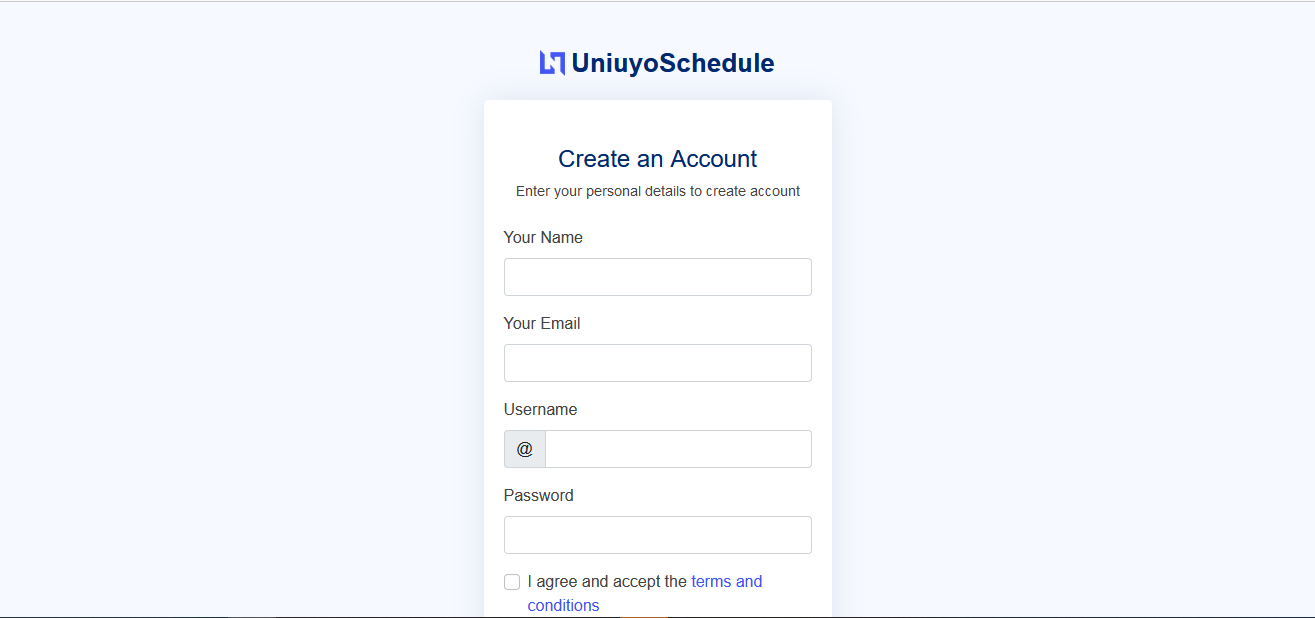 UniuyoSchedule
Create an Account
Enter your personal details to create account
Your Name
Your Email
Username
@
Password
I agree and accept the terms and
conditions